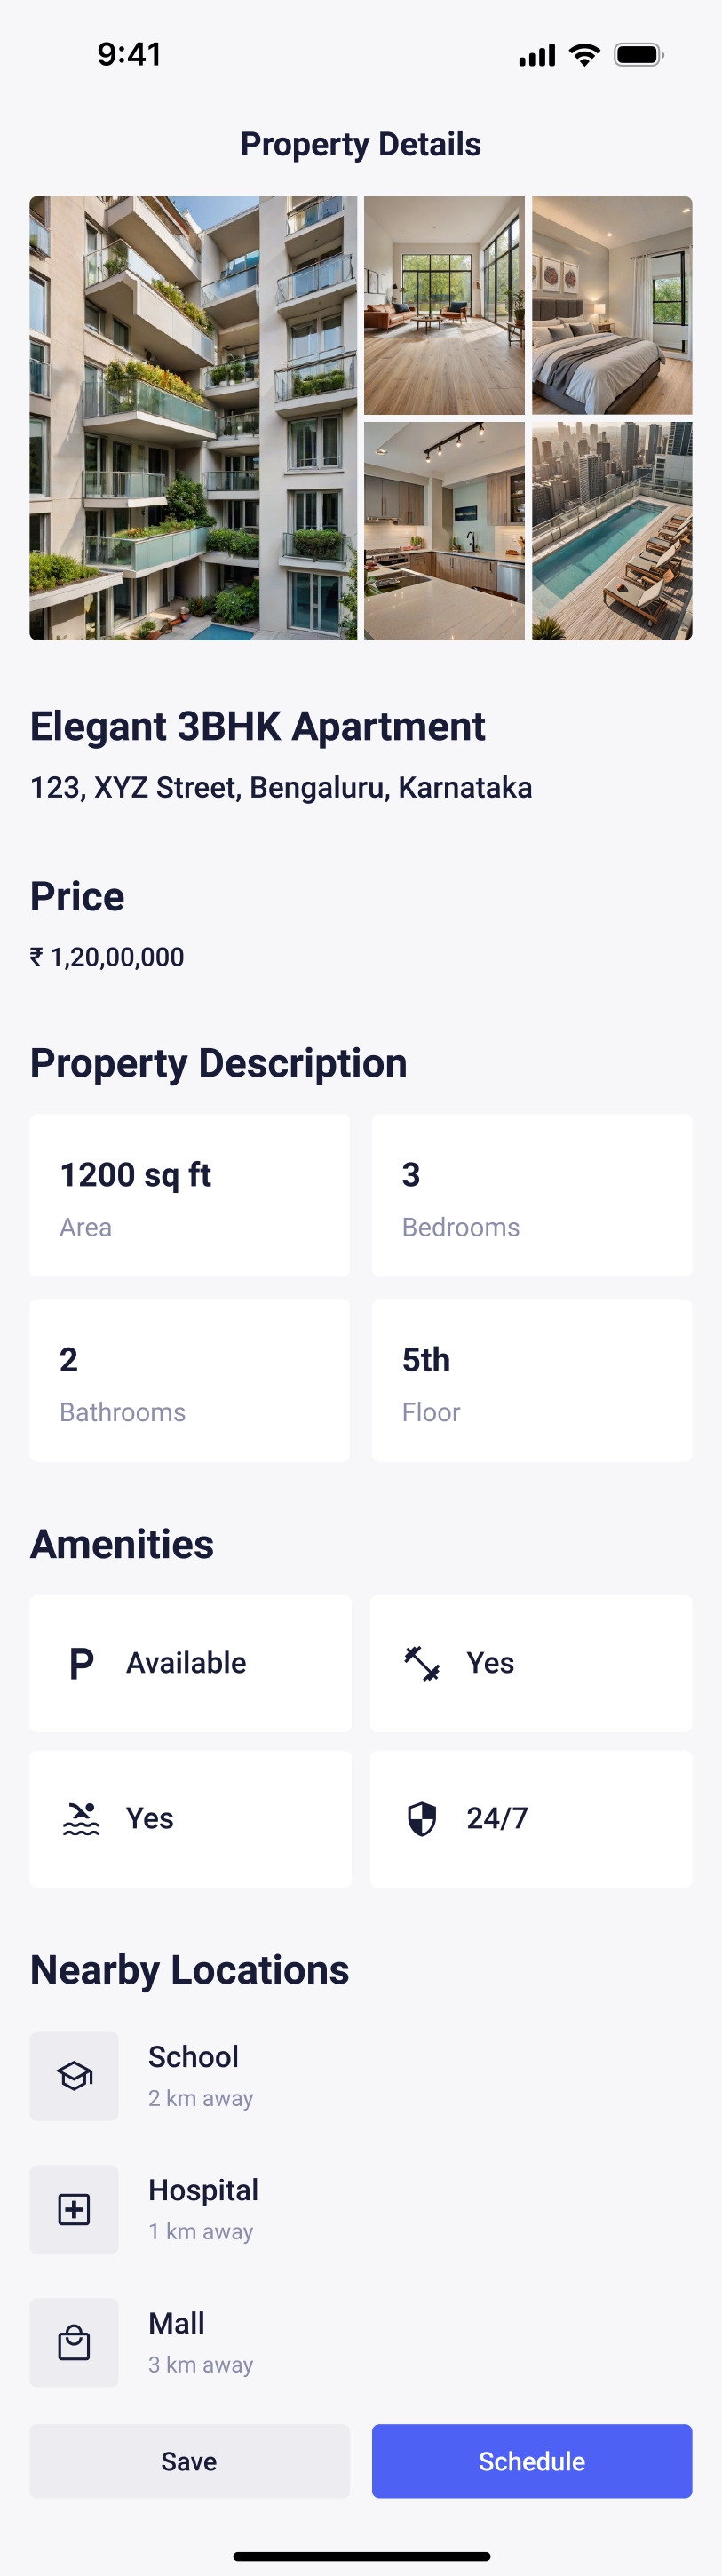 9:41
Property Details
Elegant 3BHK Apartment
123, XYZ Street, Bengaluru, Karnataka
Price
₹ 1,20,00,000
Property Description
1200 sq ft
Area
3
Bedrooms
2
Bathrooms
5th
Floor
Amenities
P Available
Yes
Yes
24/7
Nearby Locations
School
2 km away
Hospital
1 km away
Mall
3 km away
Save
Schedule